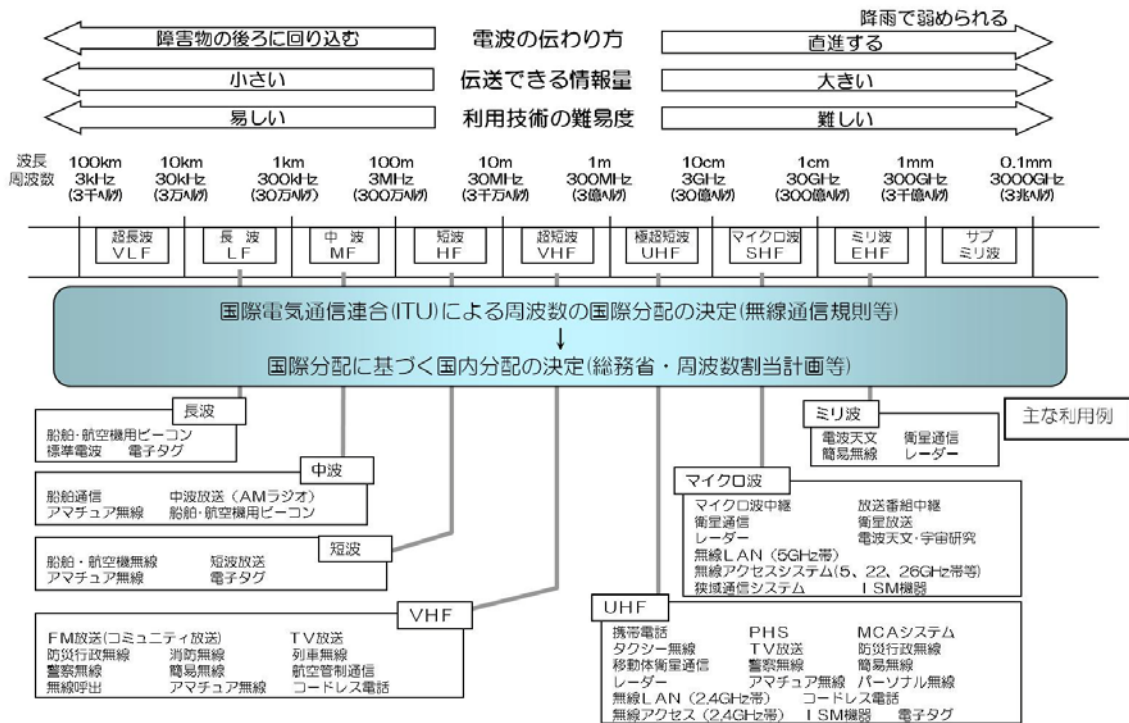 降雨で弱められる
障害物の後ろに回り込む 電波の伝わり方 直進する
小さい 伝送できる情報量 大きい
易しい 利用技術の難易度 難しい
波長 100km 10km 1km 100m 10m 1m 10cm 1cm 1mm 0.1mm
周波数 3kHz 30kHz 300kHz 3MHz 30MHz 300MHz 3GHz 30GHz 300GHz 3000GHz
(3千ヘルツ) (3万ヘルツ) (30万ヘルツ) (300万ヘルツ) (3千万ヘルツ) (3億ヘルツ) (30億ヘルツ) (300億ヘルツ) (3千億ヘルツ) (3兆ヘルツ)
超長波 長 波 中 波 短波 超短波 極超短波 マイクロ波 ミリ波 サブ
VLF LF MF HF VHF UHF SHF EHF ミリ波
国際電気通信連合(ITU)による周波数の国際分配の決定(無線通信規則等)
↓
国際分配に基づく国内分配の決定(総務省・周波数割当計画等)
主な利用例
長波
船舶・航空機用ビーコン
標準電波 電子タグ
中波
船舶通信 中波放送(AMラジオ)
アマチュア無線 船舶・航空機用ビーコン
短波
船舶・航空機無線 短波放送
アマチュア無線 電子タグ
VHF
FM放送(コミュニティ放送) TV放送
防災行政無線 消防無線 列車無線
警察無線 簡易無線 航空管制通信
無線呼出 アマチュア無線 コードレス電話
ミリ波
電波天文 衛星通信
簡易無線 レーダー
マイクロ波
マイクロ波中継 放送番組中継
衛星通信 衛星放送
レーダー 電波天文・宇宙研究
無線LAN(5GHz帯)
無線アクセスシステム(5、22、26GHz帯等)
狭域通信システム ISM機器
UHF
携帯電話 PHS MCAシステム
タクシー無線 TV放送 防災行政無線
移動体衛星通信 警察無線 簡易無線
レーダー アマチュア無線 パーソナル無線
無線LAN(2.4GHz帯) コードレス電話
無線アクセス(2.4GHz帯) ISM機器 電子タグ